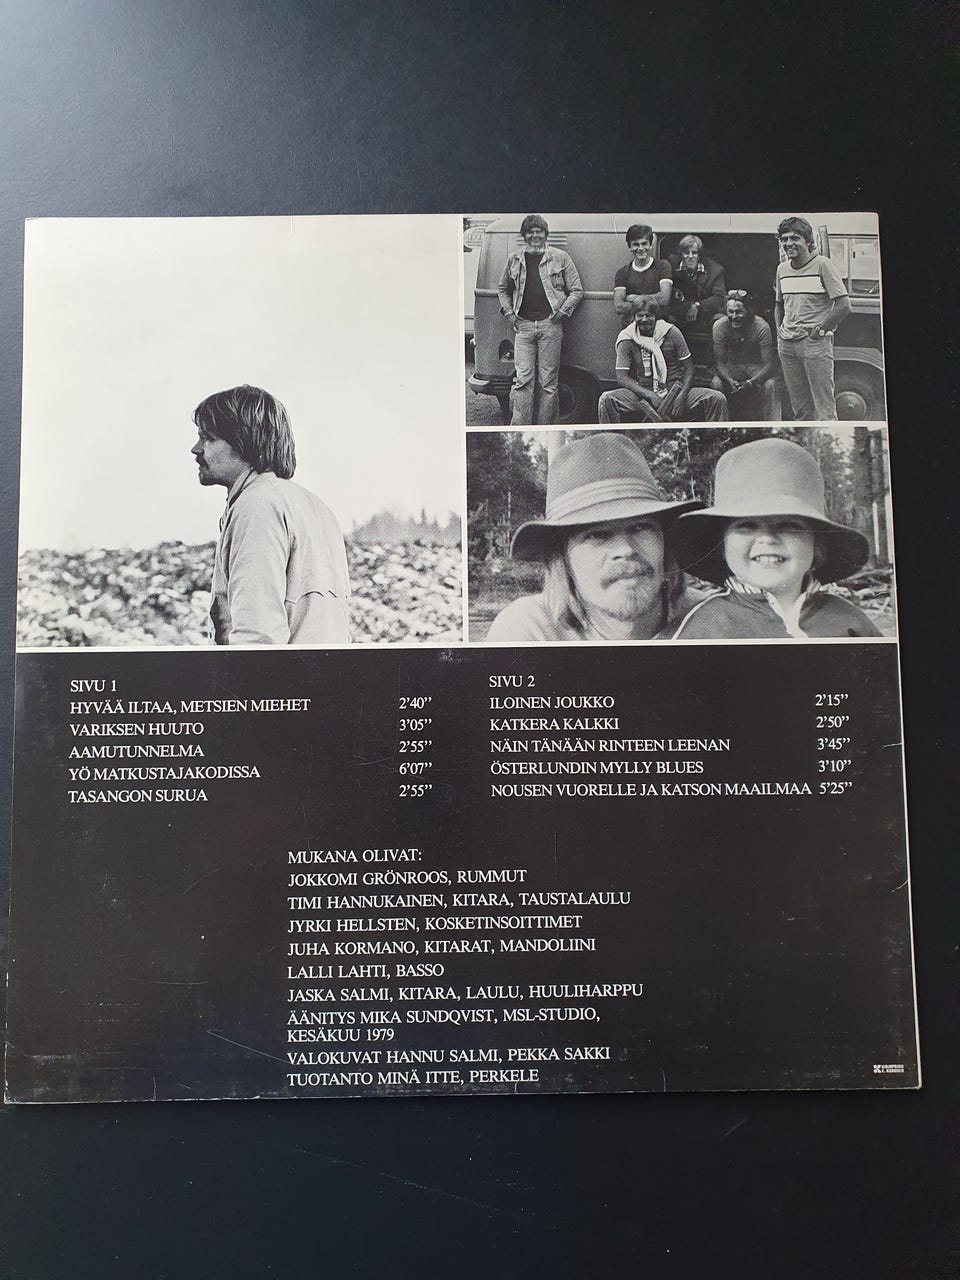 SIVU 1
HYVÄÄ ILTAA, METSIEN MIEHET 2'40”
VARIKSEN HUUTO 3'05”
AAMUTUNNELMA 2'55”
YÖ MATKUSTAJAKODISSA 6'07”
TASANGON SURUA 2'55”
SIVU 2
ILOINEN JOUKKO 2'15”
KATKERA KALKKI 2'50”
NÄIN TÄNÄÄN RINTEEN LEENAN 3'45”
ÖSTERLUNDIN MYLLY BLUES 3'10”
NOUSEN VUORELLE JA KATSON MAAILMAA 5'25”
MUKANA OLIVAT:
JOKKOMI GRÖNROOS, RUMMUT
TIMI HANNUKAINEN, KITARA, TAUSTALAULU
JYRKI HELLSTEN, KOSKETINSOITTIMET
JUHA KORMANO, KITARAT, MANDOLIINI
LALLI LAHTI, BASSO
JASKA SALMI, KITARA, LAULU, HUULIHARPPU
ÄÄNITYS MIKA SUNDQVIST, MSL-STUDIO,
KESÄKUU 1979
VALOKUVAT HANNU SALMI, PEKKA SAKKI
TUOTANTO MINÄ ITTE, PERKELE